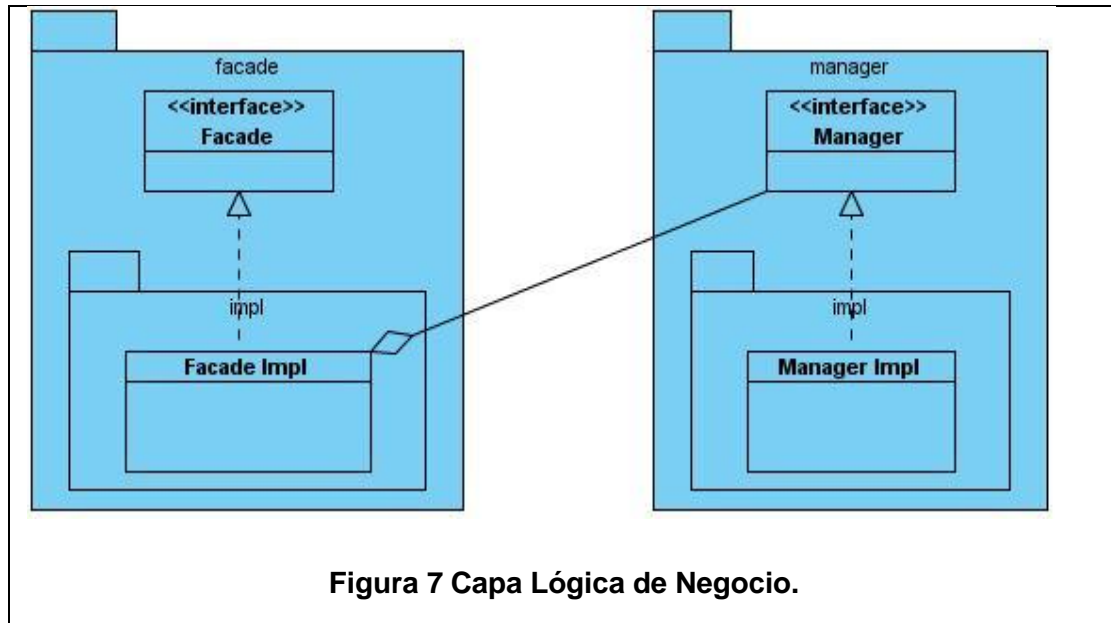 facade
<<interface>>
Facade
impl
Facade Impl
manager
<<interface>>
Manager
impl
Manager Impl
Figura 7 Capa Lógica de Negocio.